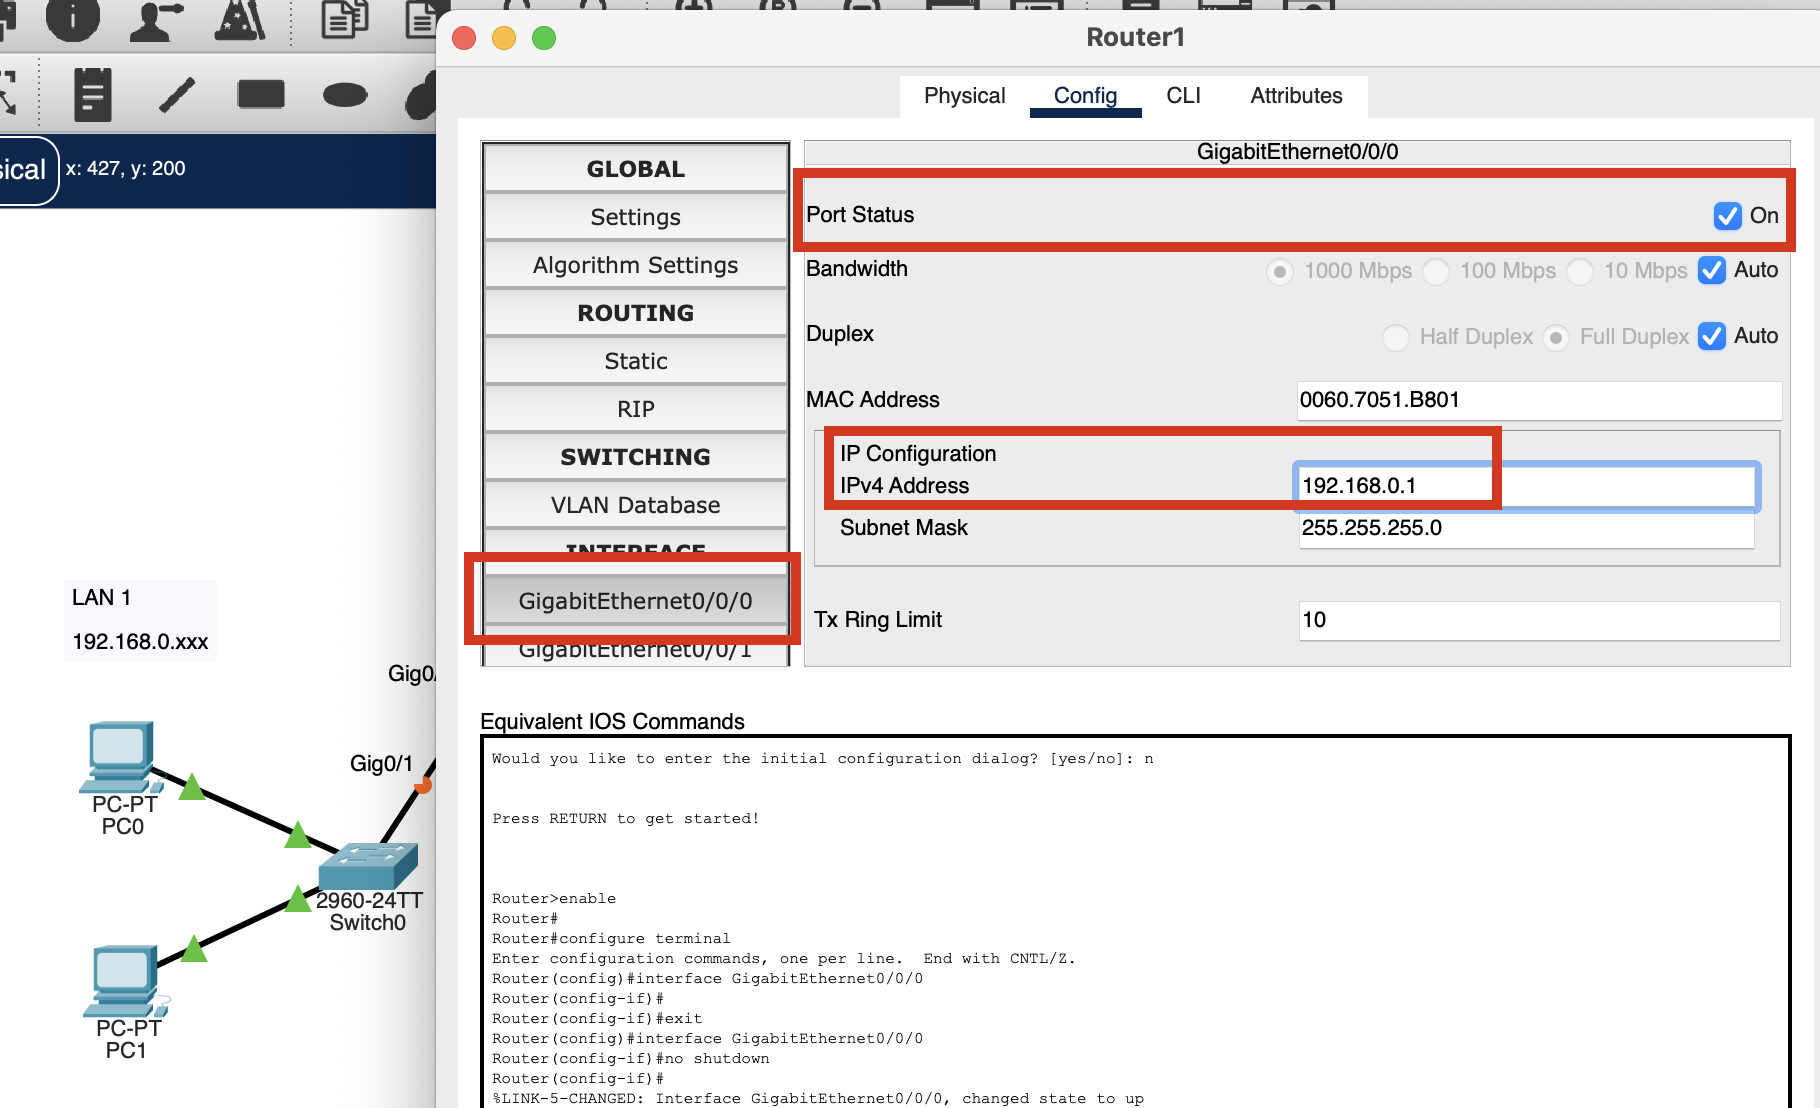 Router1
Physical Config CLI Attributes
sical x: 427, y: 200
GLOBAL
Settings
Algorithm Settings
ROUTING
Static
RIP
SWITCHING
VLAN Database
INTERFACE
GigabitEthernet0/0/0
GigabitEthernet0/0/1
GigabitEthernet0/0/0
Port Status On
Bandwidth 1000 Mbps 100 Mbps 10 Mbps Auto
Duplex Half Duplex Full Duplex Auto
MAC Address 0060.7051.B801
IP Configuration
IPv4 Address 192.168.0.1
Subnet Mask 255.255.255.0
Tx Ring Limit 10
LAN 1
192.168.0.xxx
Gig0/
Gig0/1
PC-PT
PC0
2960-24TT
Switch0
PC-PT
PC1
Equivalent IOS Commands
Would you like to enter the initial configuration dialog? [yes/no]: n
Press RETURN to get started!
Router>enable
Router#
Router#configure terminal
Enter configuration commands, one per line.  End with CNTL/Z.
Router(config)#interface GigabitEthernet0/0/0
Router(config-if)#
Router(config-if)#exit
Router(config)#interface GigabitEthernet0/0/0
Router(config-if)#no shutdown
Router(config-if)#
%LINK-5-CHANGED: Interface GigabitEthernet0/0/0, changed state to up